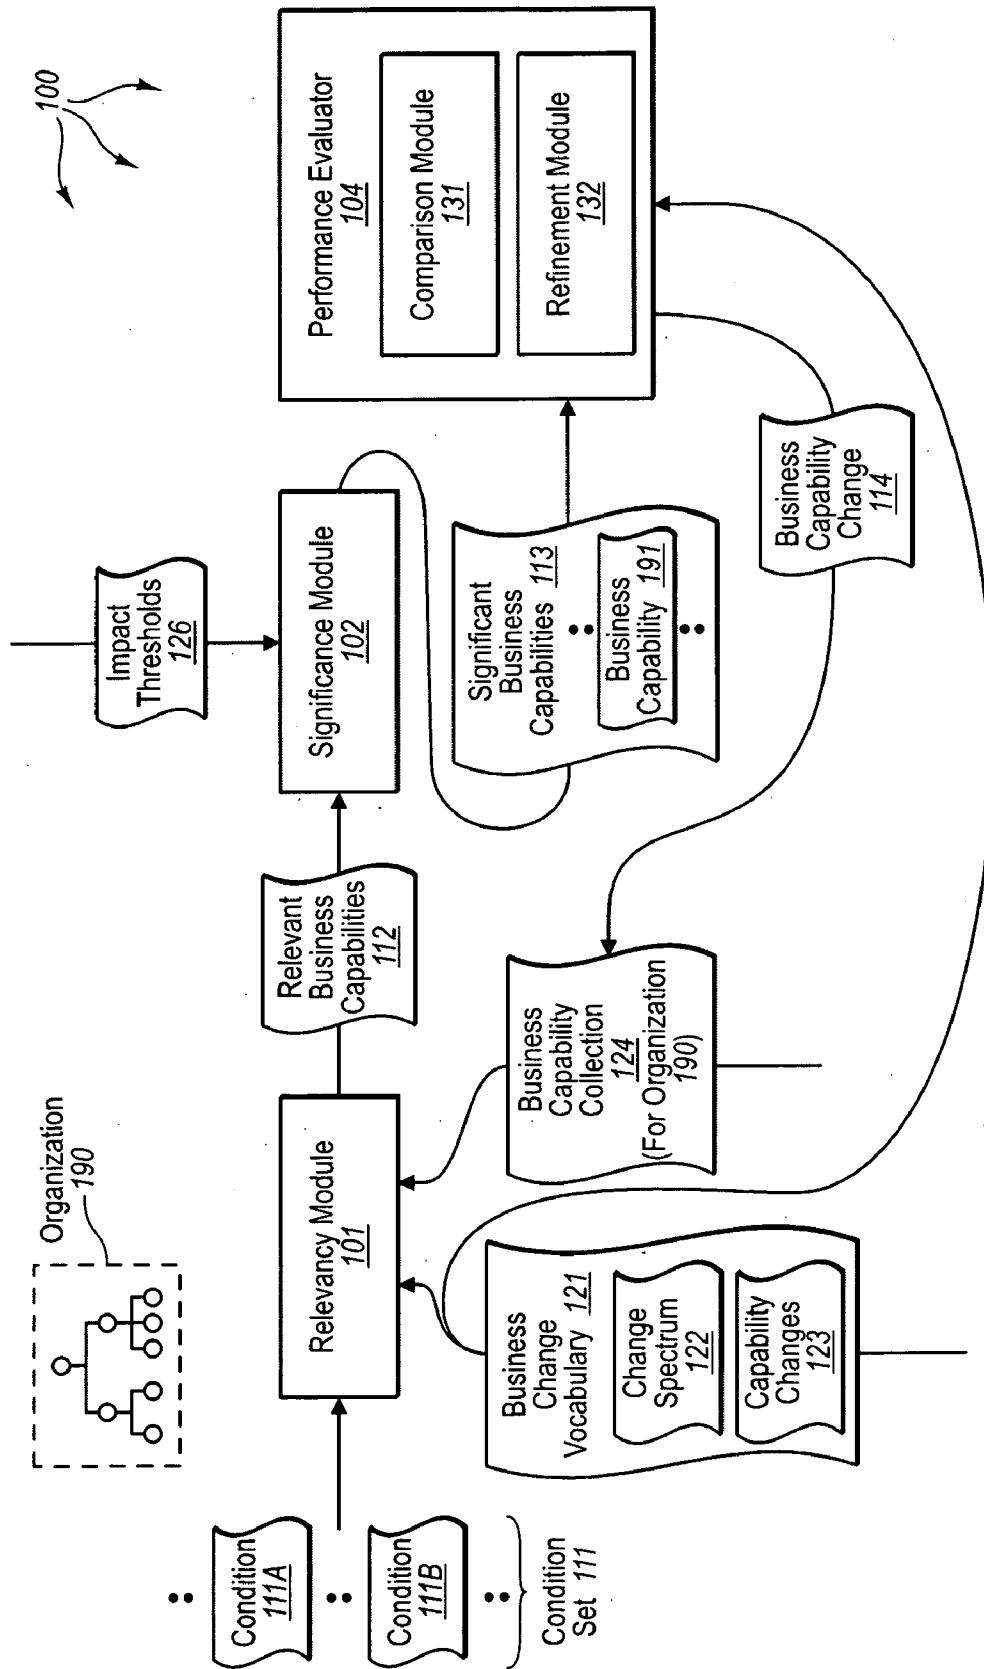 100
Organization
190
Condition
111A
Condition
111B
Condition
Set 111
Relevancy Module
101
Business
Change
Vocabulary 121
Change
Spectrum
122
Capability
Changes
123
Business
Capability
Collection
124
(For Organization
190)
Relevant
Business
Capabilities
112
Impact
Thresholds
126
Significance Module
102
Significant
Business
Capabilities 113
Business
Capability 191
Performance Evaluator
104
Comparison Module
131
Refinement Module
132
Business
Capability
Change
114